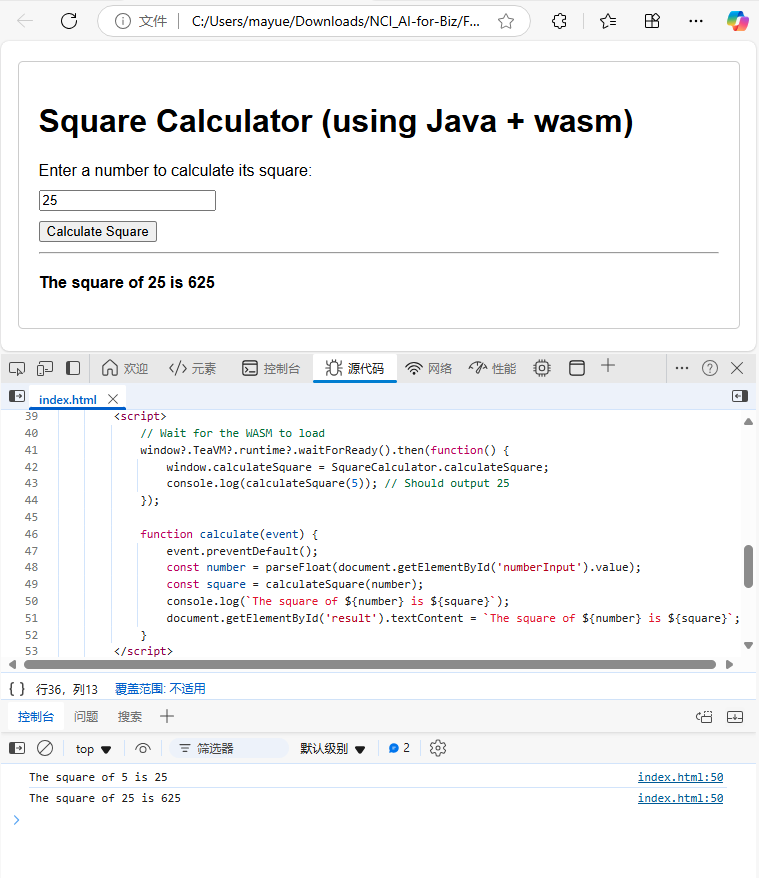 文件 C:/Users/mayue/Downloads/NCI_AI-for-Biz/F...
Square Calculator (using Java + wasm)
Enter a number to calculate its square:
25
Calculate Square
The square of 25 is 625
欢迎 </> 元素 控制台 源代码 网络 性能
index.html
39 <script>
40 // Wait for the WASM to load
41 window?.TeaVM?.runtime?.waitForReady().then(function() {
42 window.calculateSquare = SquareCalculator.calculateSquare;
43 console.log(calculateSquare(5)); // Should output 25
44 });
45
46 function calculate(event) {
47 event.preventDefault();
48 const number = parseFloat(document.getElementById('numberInput').value);
49 const square = calculateSquare(number);
50 console.log(`The square of ${number} is ${square}`);
51 document.getElementById('result').textContent = `The square of ${number} is ${square}`;
52 }
53 </script>
{ } 行36，列13 覆盖范围: 不适用
控制台 问题 搜索
top 筛选器 默认级别 2
The square of 5 is 25 index.html:50
The square of 25 is 625 index.html:50